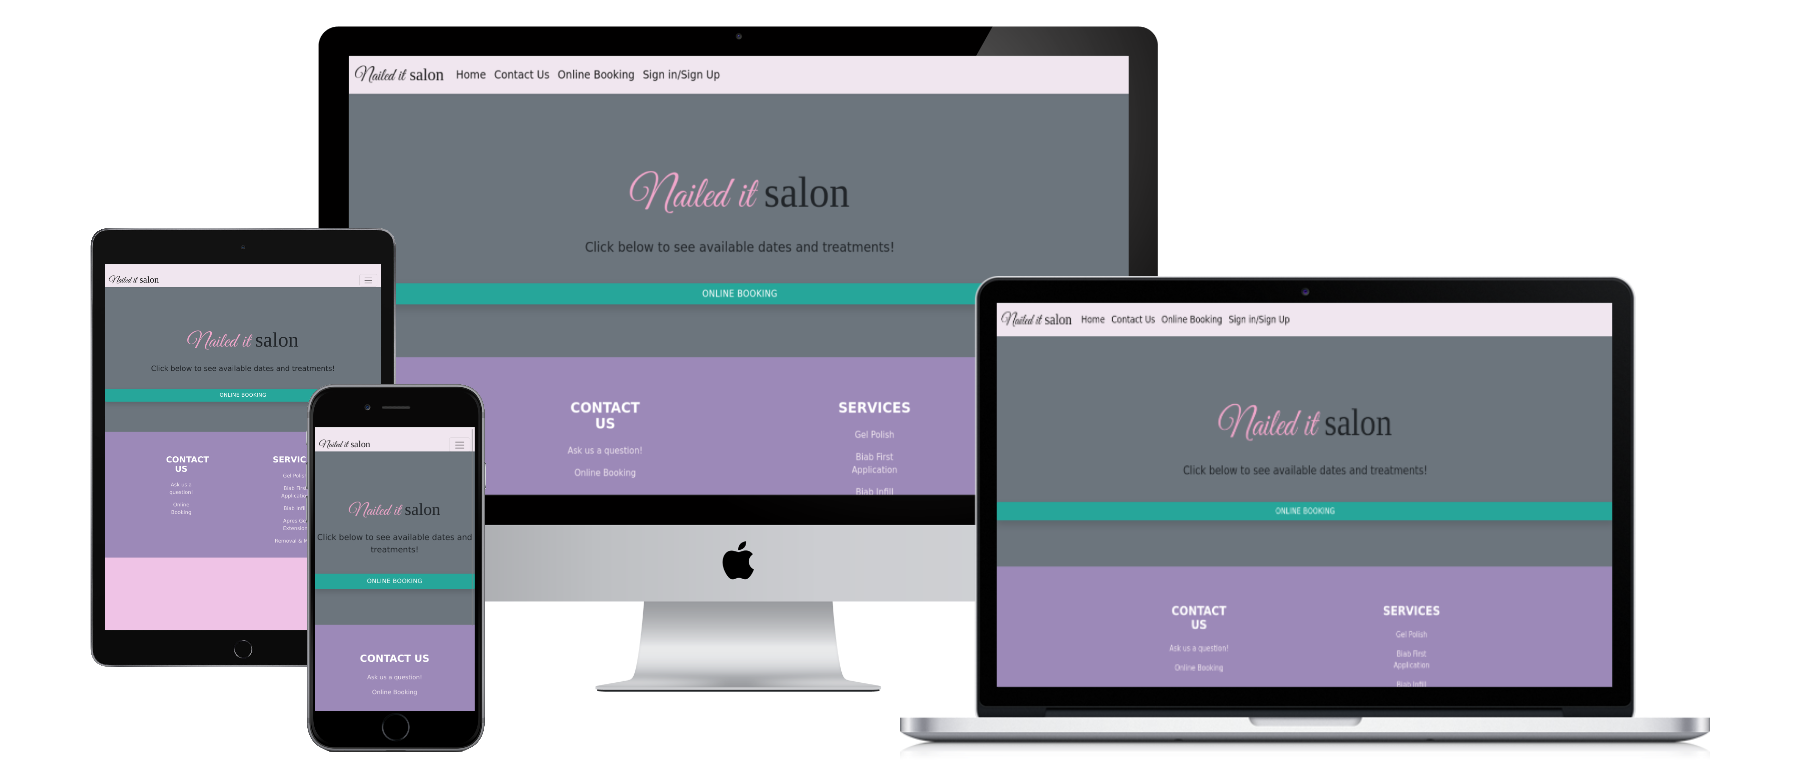 Nailed it salon Home Contact Us Online Booking Sign in/Sign Up
Nailed it salon
Click below to see available dates and treatments!
ONLINE BOOKING
CONTACT
US
Ask us a question!
Online Booking
SERVICES
Gel Polish
Biab First
Application
Biab Infill
Nailed it salon
Nailed it salon
Click below to see available dates and treatments!
ONLINE BOOKING
CONTACT
US
Ask us a
question!
Online
Booking
SERVIC
Gel Polis
Biab First
Applicatio
Biab Infi
Apres Ge
Extension
Removal & R
Nailed it salon
Nailed it salon
Click below to see available dates and
treatments!
ONLINE BOOKING
CONTACT US
Ask us a question!
Online Booking
Nailed it salon Home Contact Us Online Booking Sign in/Sign Up
Nailed it salon
Click below to see available dates and treatments!
ONLINE BOOKING
CONTACT
US
Ask us a question!
Online Booking
SERVICES
Gel Polish
Biab First
Application
Biab Infill